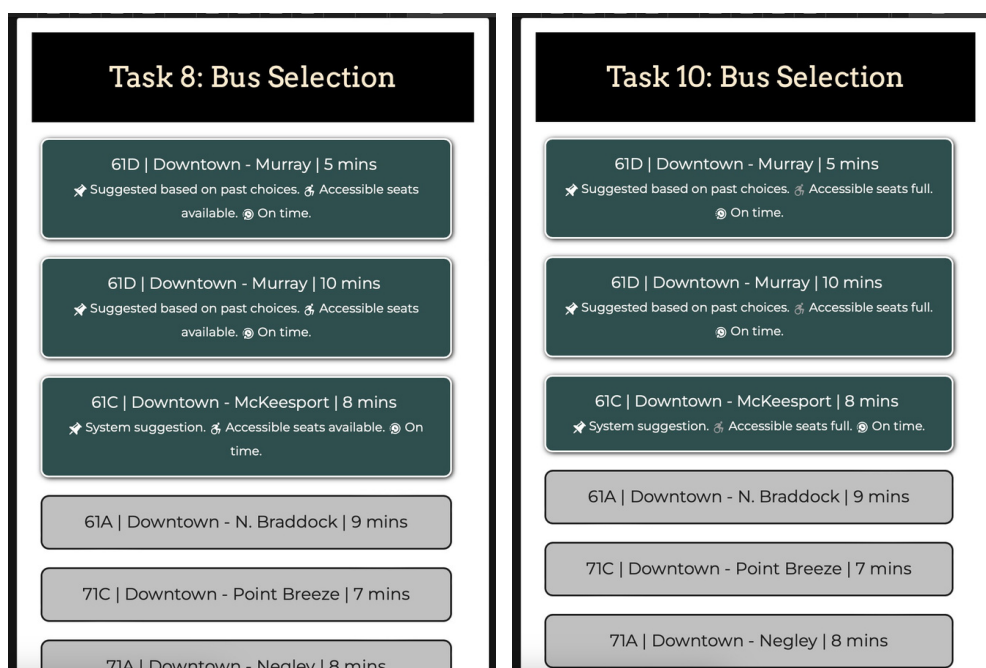 Task 8: Bus Selection
61D | Downtown - Murray | 5 mins
Suggested based on past choices. Accessible seats
available. On time.
61D | Downtown - Murray | 10 mins
Suggested based on past choices. Accessible seats
available. On time.
61C | Downtown - McKeesport | 8 mins
System suggestion. Accessible seats available. On
time.
61A | Downtown - N. Braddock | 9 mins
71C | Downtown - Point Breeze | 7 mins
71A | Downtown - Negley | 8 mins
Task 10: Bus Selection
61D | Downtown - Murray | 5 mins
Suggested based on past choices. Accessible seats full.
On time.
61D | Downtown - Murray | 10 mins
Suggested based on past choices. Accessible seats full.
On time.
61C | Downtown - McKeesport | 8 mins
System suggestion. Accessible seats full. On time.
61A | Downtown - N. Braddock | 9 mins
71C | Downtown - Point Breeze | 7 mins
71A | Downtown - Negley | 8 mins